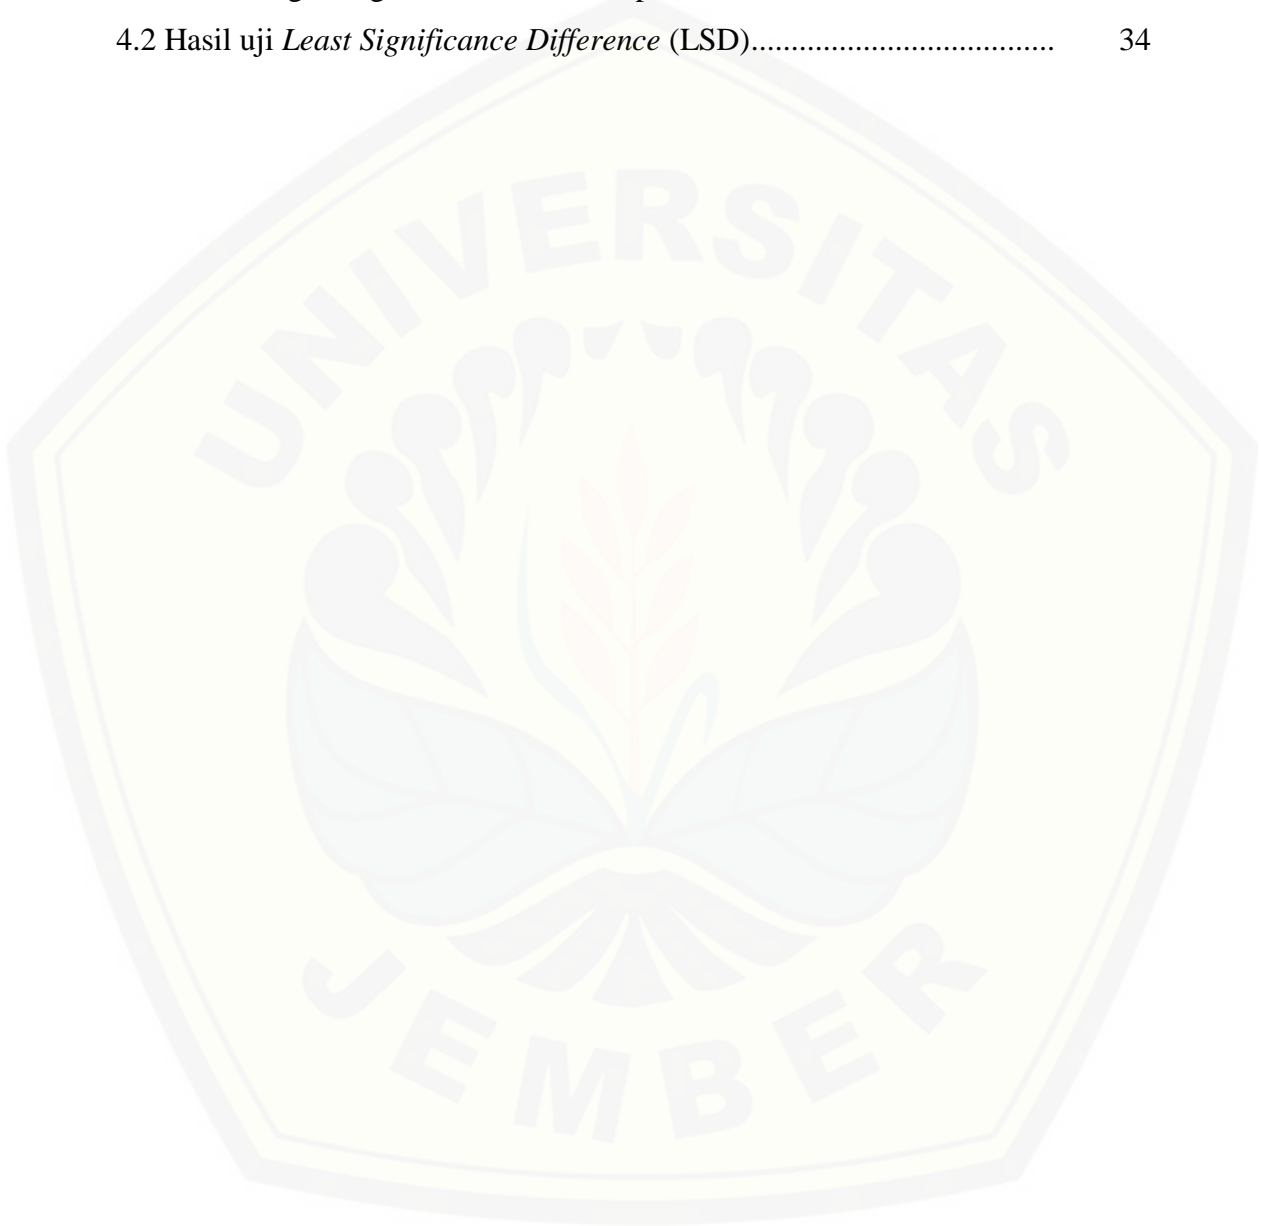 4.2 Hasil uji Least Significance Difference (LSD)...................................... 34
UNIVERSITAS
JEMBER